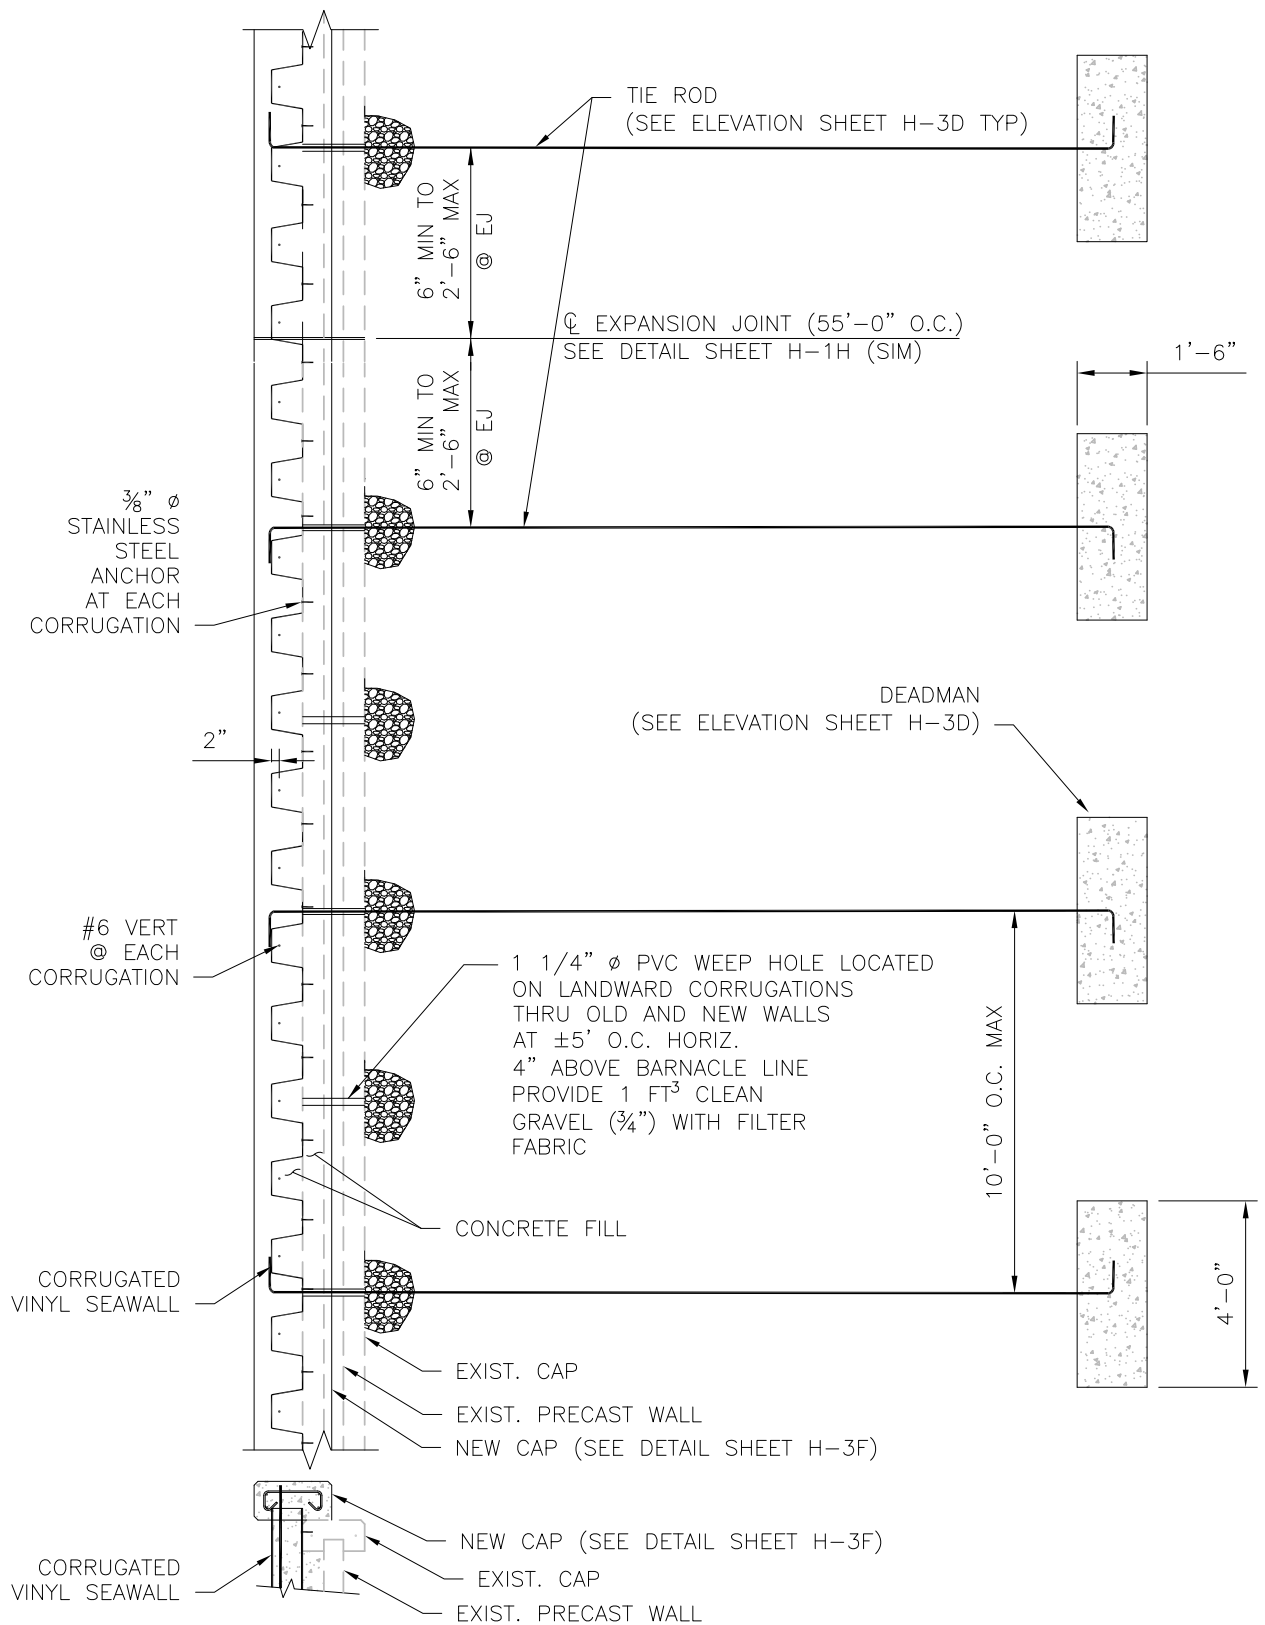 TIE ROD
(SEE ELEVATION SHEET H-3D TYP)
6" MIN TO
2'-6" MAX
@ EJ
℄ EXPANSION JOINT (55'-0" O.C.)
SEE DETAIL SHEET H-1H (SIM)
1'-6"
6" MIN TO
2'-6" MAX
@ EJ
⅜" ø
STAINLESS
STEEL
ANCHOR
AT EACH
CORRUGATION
DEADMAN
(SEE ELEVATION SHEET H-3D)
2"
#6 VERT
@ EACH
CORRUGATION
1 1/4" ø PVC WEEP HOLE LOCATED
ON LANDWARD CORRUGATIONS
THRU OLD AND NEW WALLS
AT ±5' O.C. HORIZ.
4" ABOVE BARNACLE LINE
PROVIDE 1 FT³ CLEAN
GRAVEL (¾") WITH FILTER
FABRIC
10'-0" O.C. MAX
CONCRETE FILL
CORRUGATED
VINYL SEAWALL
4'-0"
EXIST. CAP
EXIST. PRECAST WALL
NEW CAP (SEE DETAIL SHEET H-3F)
NEW CAP (SEE DETAIL SHEET H-3F)
CORRUGATED
VINYL SEAWALL
EXIST. CAP
EXIST. PRECAST WALL